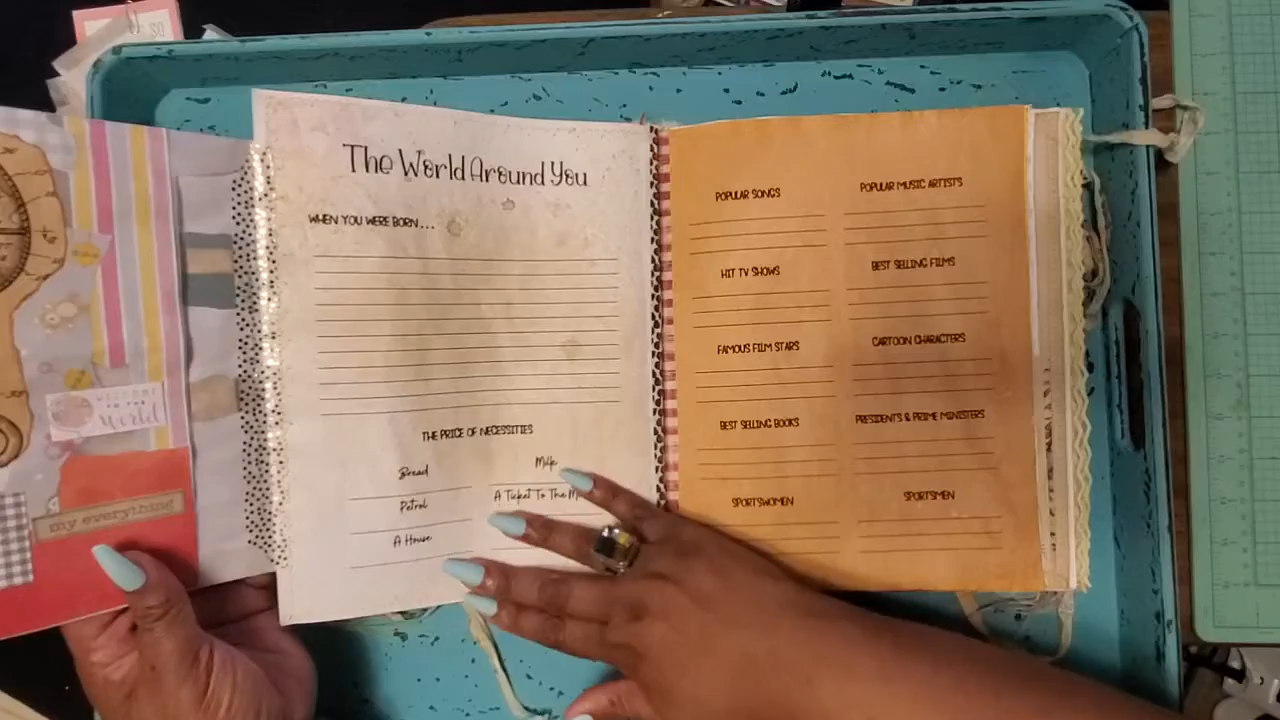 my everything
to the
World
The World Around You
WHEN YOU WERE BORN...
THE PRICE OF NECESSITIES
Bread
Milk
Petrol
A Ticket To The
A House
POPULAR SONGS
POPULAR MUSIC ARTISTS
HIT TV SHOWS
BEST SELLING FILMS
FAMOUS FILM STARS
CARTOON CHARACTERS
BEST SELLING BOOKS
PRESIDENTS & PRIME MINISTERS
SPORTSWOMEN
SPORTSMEN